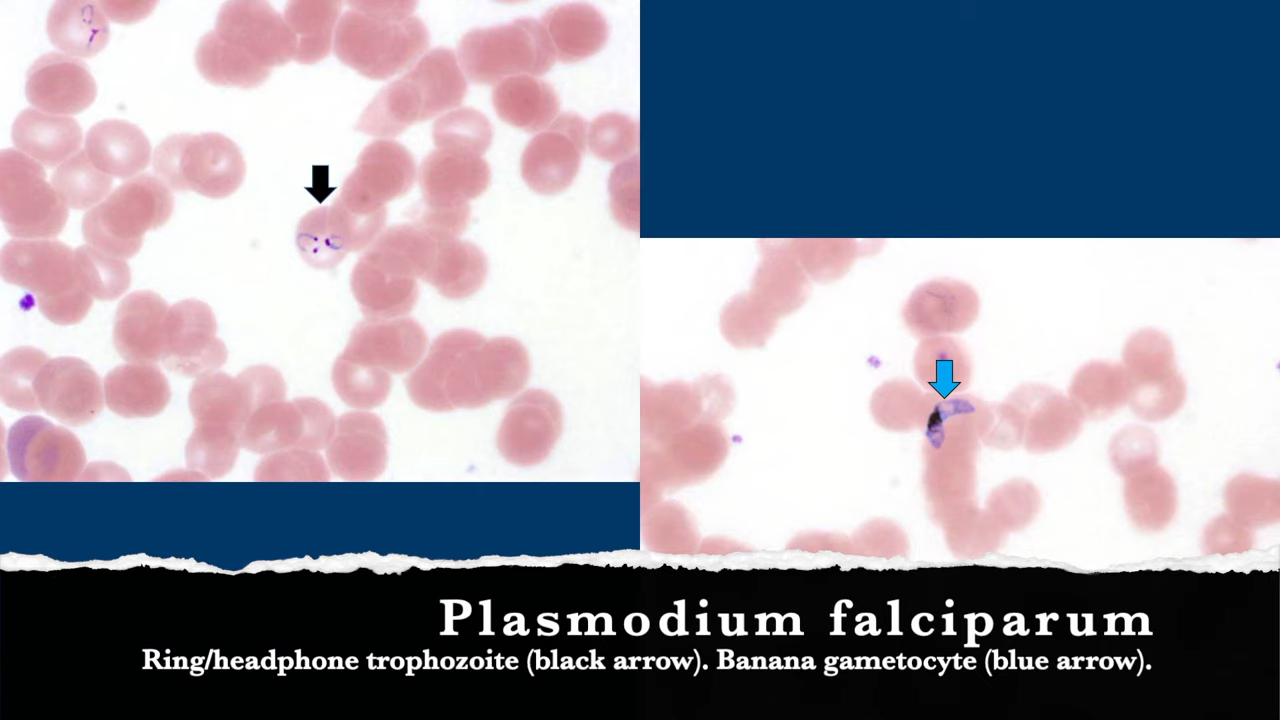 Plasmodium falciparum
Ring/headphone trophozoite (black arrow). Banana gametocyte (blue arrow).